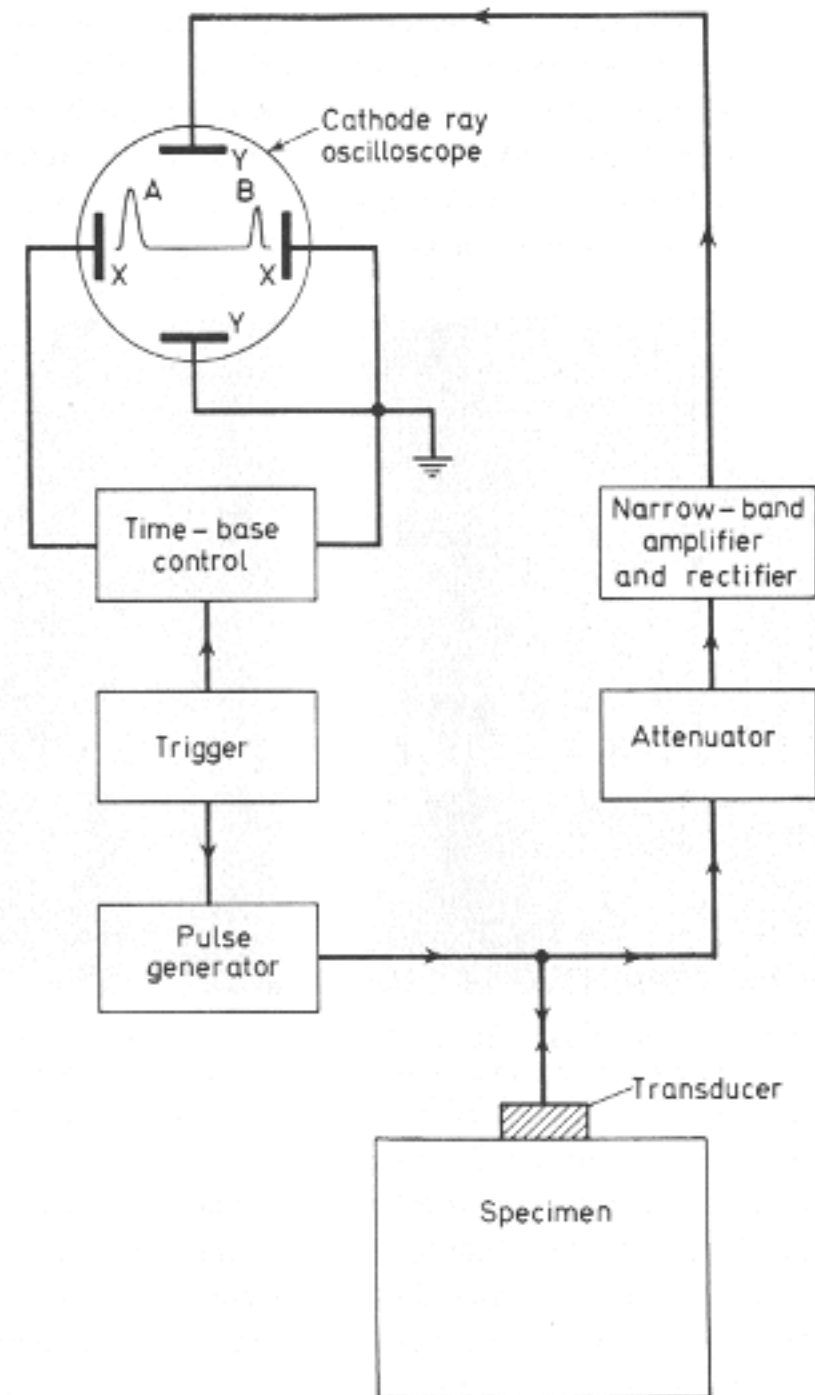 Cathode ray
oscilloscope
Y
A
B
X
X
Y
Time-base
control
Narrow-band
amplifier
and rectifier
Trigger
Attenuator
Pulse
generator
Transducer
Specimen